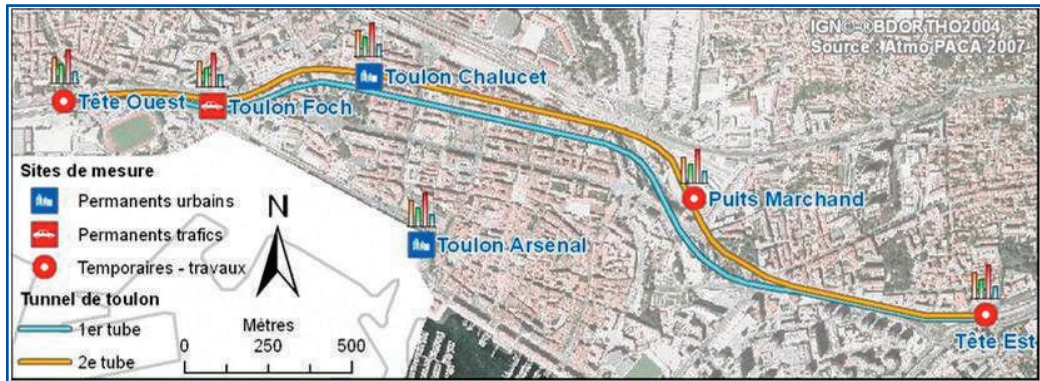 IGN©-®BDORTHO2004
Source : Atmo PACA 2007
Toulon Chalucet
Tête Ouest
Toulon Foch
Sites de mesure
Permanents urbains
N
Puits Marchand
Permanents trafics
Toulon Arsenal
Temporaires - travaux
Tunnel de toulon
1er tube
Mètres
Tête Est
2e tube
0 250 500